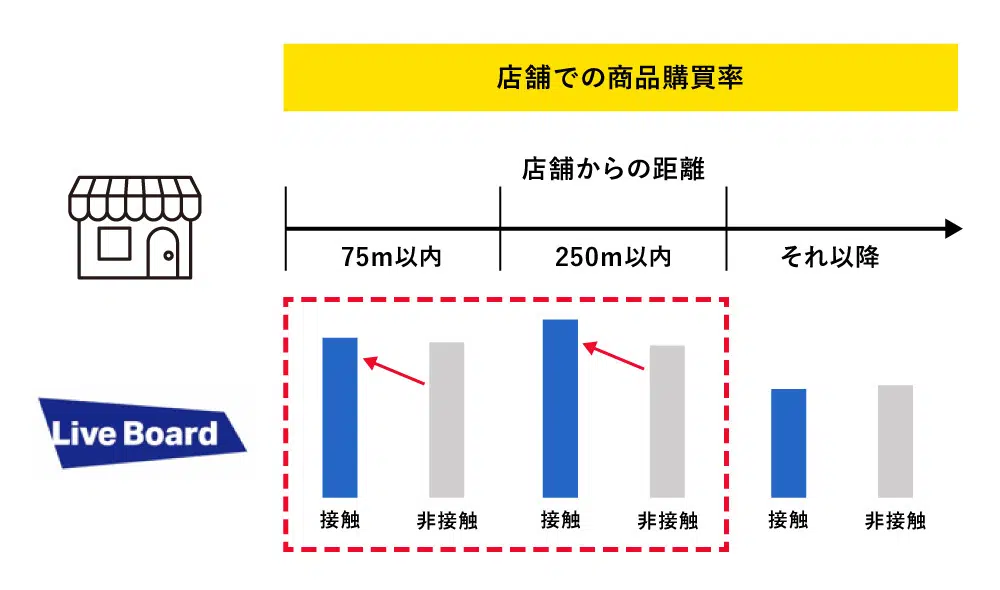 店舗での商品購買率
店舗からの距離
75m以内
250m以内
それ以降
Live Board
接触
非接触
接触
非接触
接触
非接触